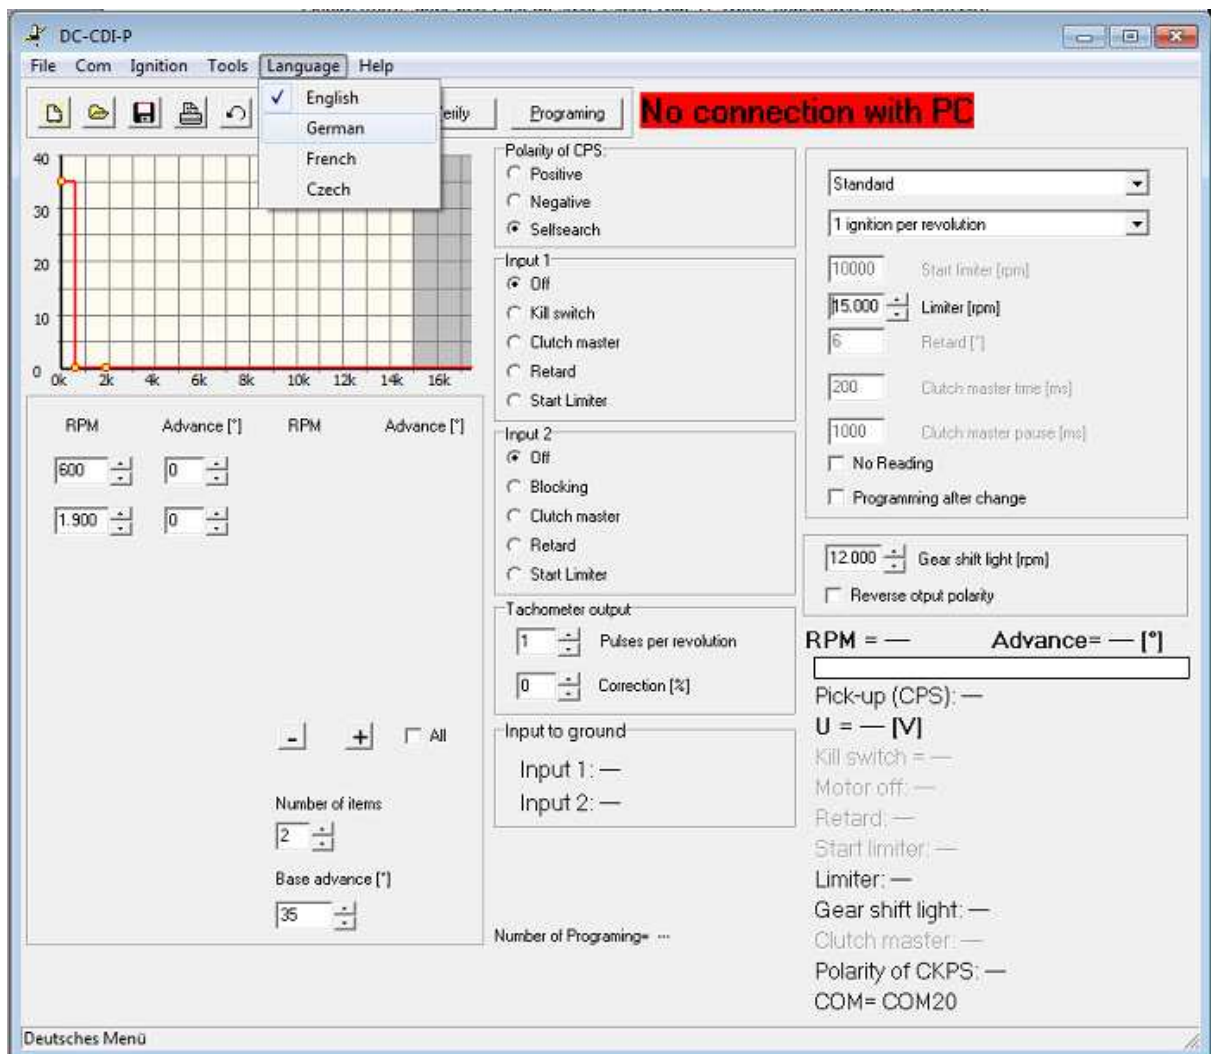 DC-CDI-P
File Com Ignition Tools Language Help
English
German
French
Czech
Programing
No connection with PC
40
30
20
10
0
0k 2k 4k 6k 8k 10k 12k 14k 16k
RPM Advance [°] RPM Advance [°]
600 0
1.900 0
- + All
Number of items
2
Base advance [°]
35
Polarity of CPS:
Positive
Negative
Selfsearch
Input 1
Off
Kill switch
Clutch master
Retard
Start Limiter
Input 2
Off
Blocking
Clutch master
Retard
Start Limiter
Tachometer output
1 Pulses per revolution
0 Correction [%]
Input to ground
Input 1: —
Input 2: —
Number of Programing= ---
Standard
1 ignition per revolution
10000 Start limiter [rpm]
15.000 Limiter [rpm]
6 Retard [°]
200 Clutch master time [ms]
1000 Clutch master pause [ms]
No Reading
Programming after change
12.000 Gear shift light [rpm]
Reverse otput polarity
RPM = — Advance= — [°]
Pick-up (CPS): —
U = — [V]
Kill switch = —
Motor off: —
Retard: —
Start limiter: —
Limiter: —
Gear shift light: —
Clutch master: —
Polarity of CKPS: —
COM= COM20
Deutsches Menü